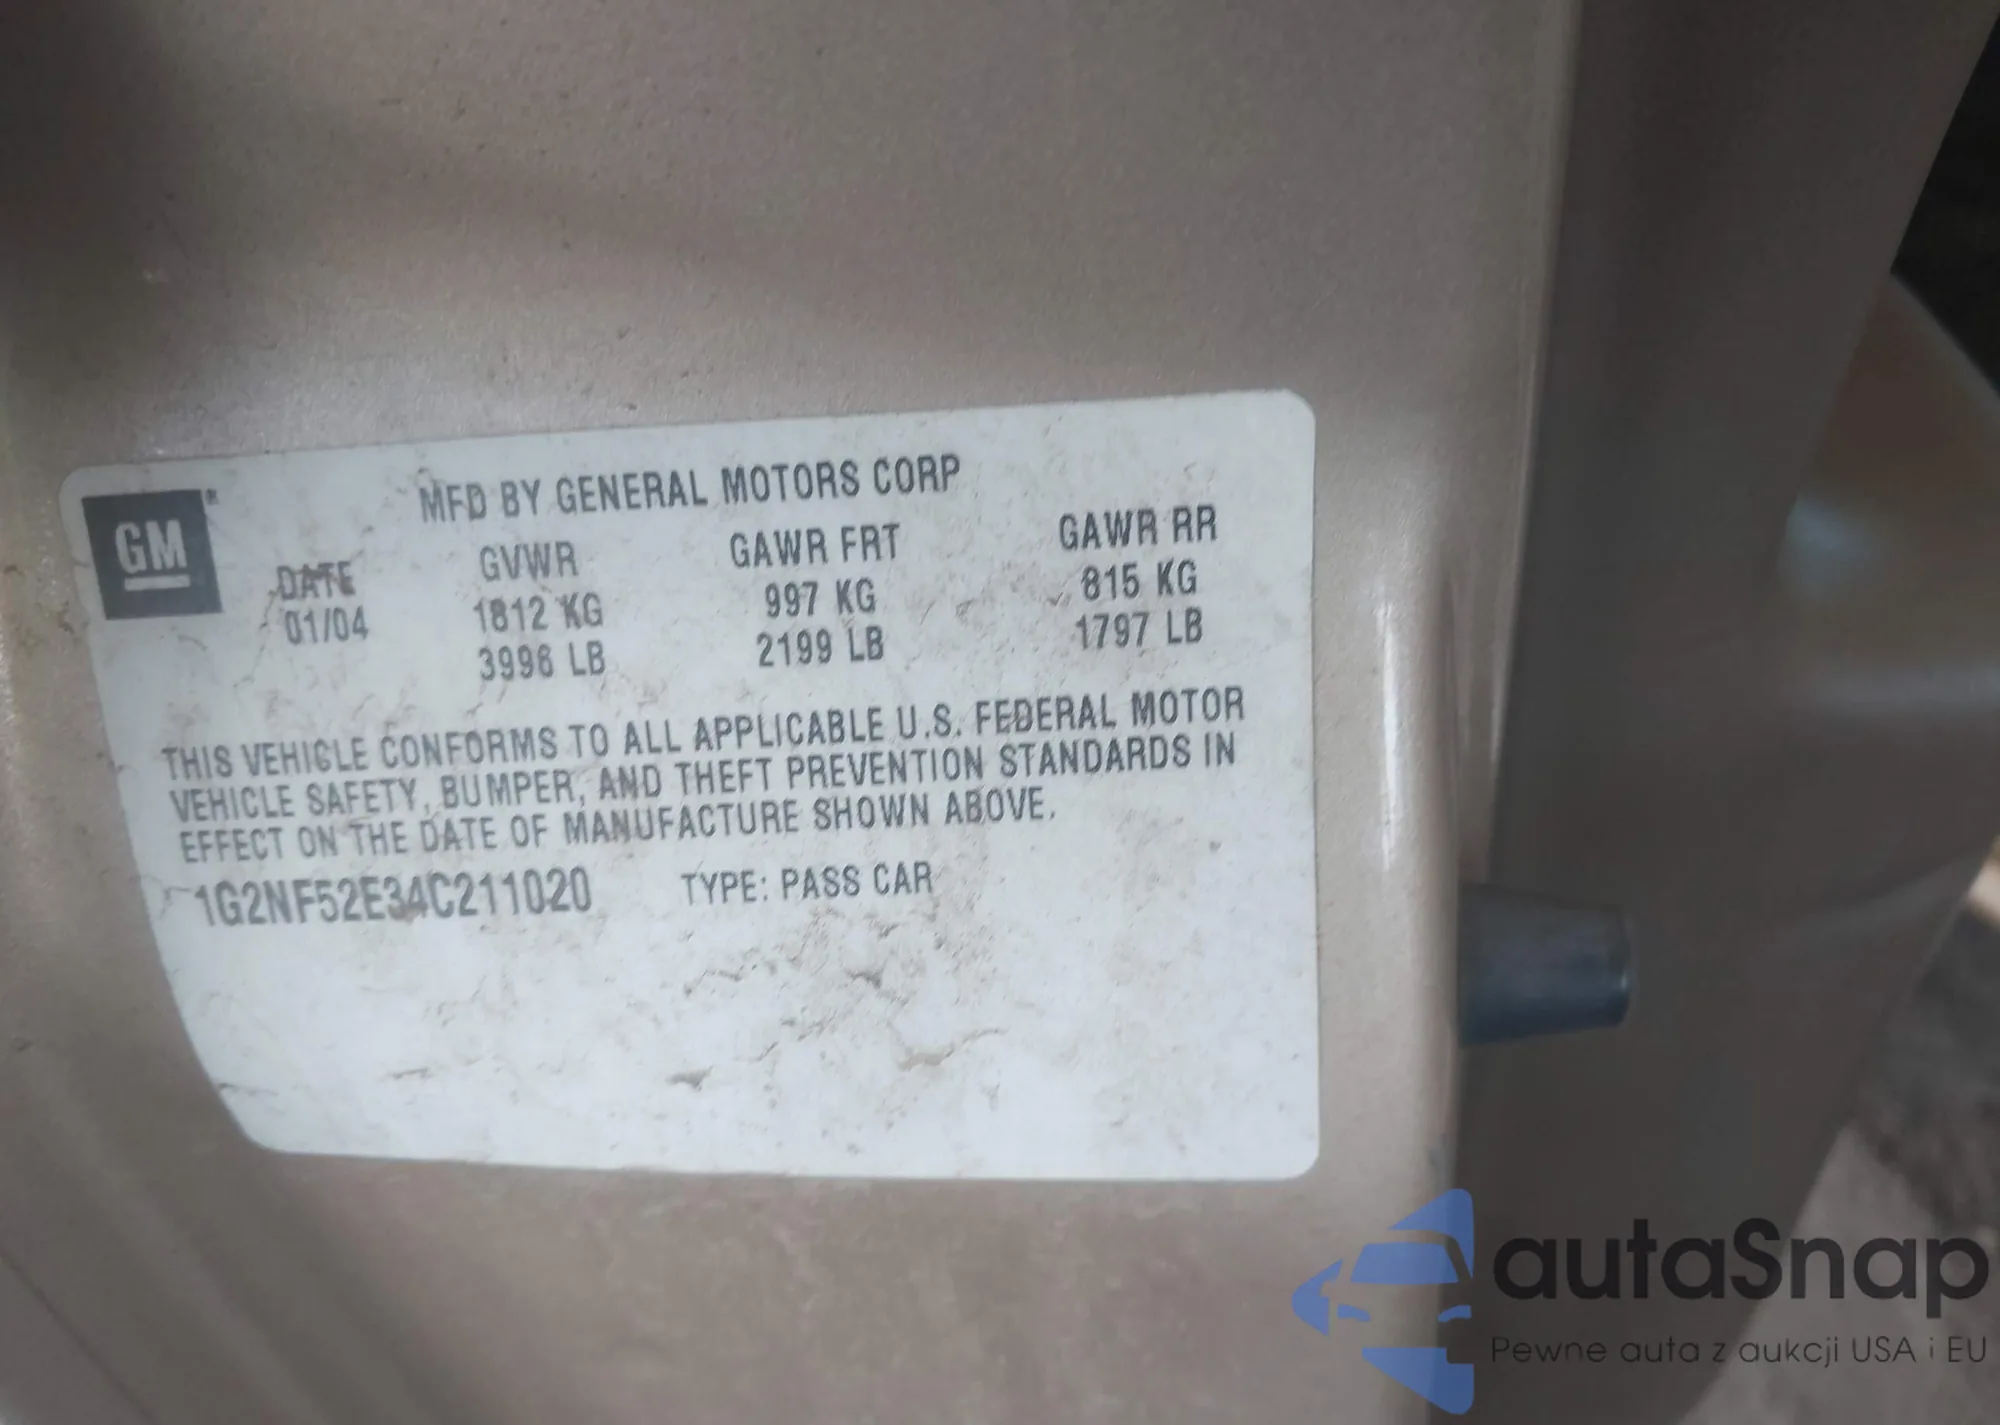 GM
MFD BY GENERAL MOTORS CORP
DATE GVWR GAWR FRT GAWR RR
01/04 1812 KG 997 KG 815 KG
3996 LB 2199 LB 1797 LB
THIS VEHICLE CONFORMS TO ALL APPLICABLE U.S. FEDERAL MOTOR
VEHICLE SAFETY, BUMPER, AND THEFT PREVENTION STANDARDS IN
EFFECT ON THE DATE OF MANUFACTURE SHOWN ABOVE.
1G2NF52E34C211020 TYPE: PASS CAR
autaSnap
Pewne auta z aukcji USA i EU